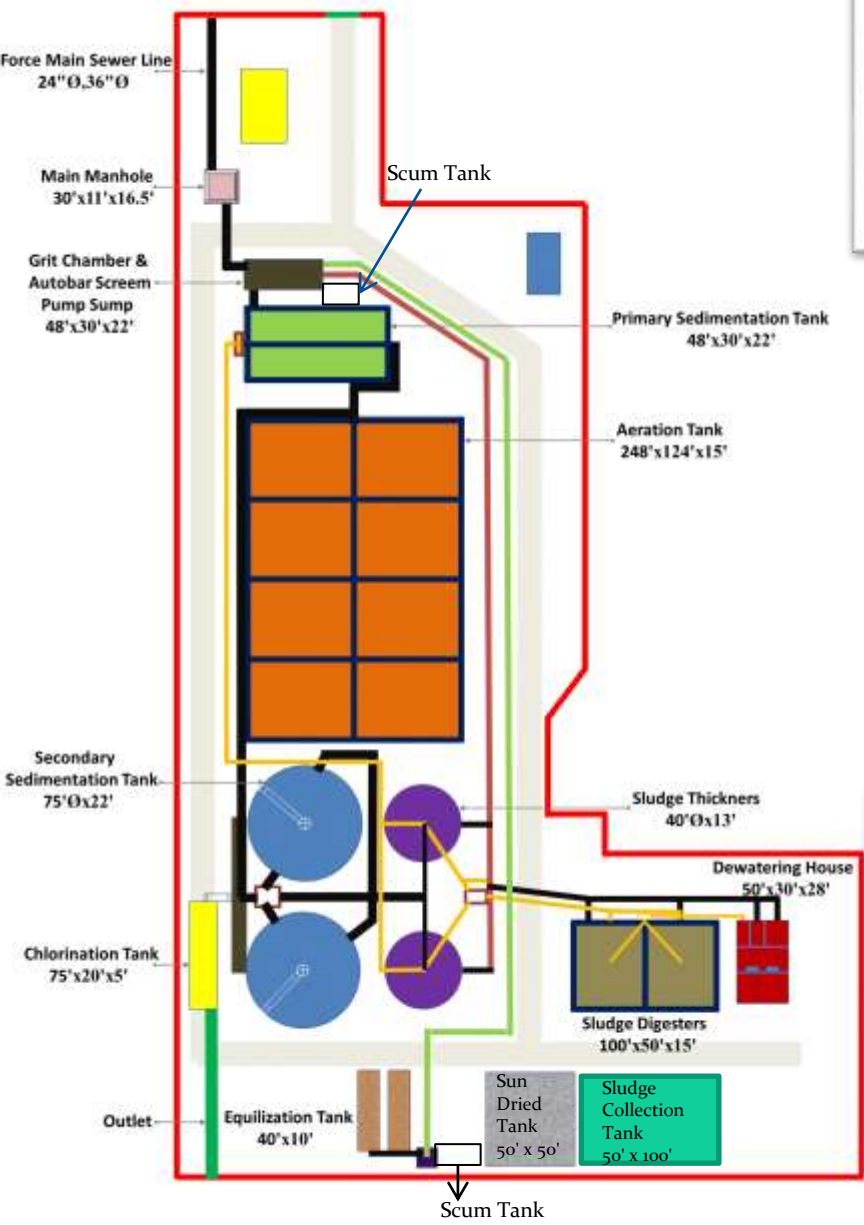 Force Main Sewer Line
24"Ø,36"Ø
Scum Tank
Main Manhole
30'x11'x16.5'
Grit Chamber &
Autobar Screem
Pump Sump
48'x30'x22'
Primary Sedimentation Tank
48'x30'x22'
Aeration Tank
248'x124'x15'
Secondary
Sedimentation Tank
75'Øx22'
Sludge Thickners
40'Øx13'
Dewatering House
50'x30'x28'
Chlorination Tank
75'x20'x5'
Sludge Digesters
100'x50'x15'
Outlet
Equilization Tank
40'x10'
Sun
Dried
Tank
50' x 50'
Sludge
Collection
Tank
50' x 100'
Scum Tank